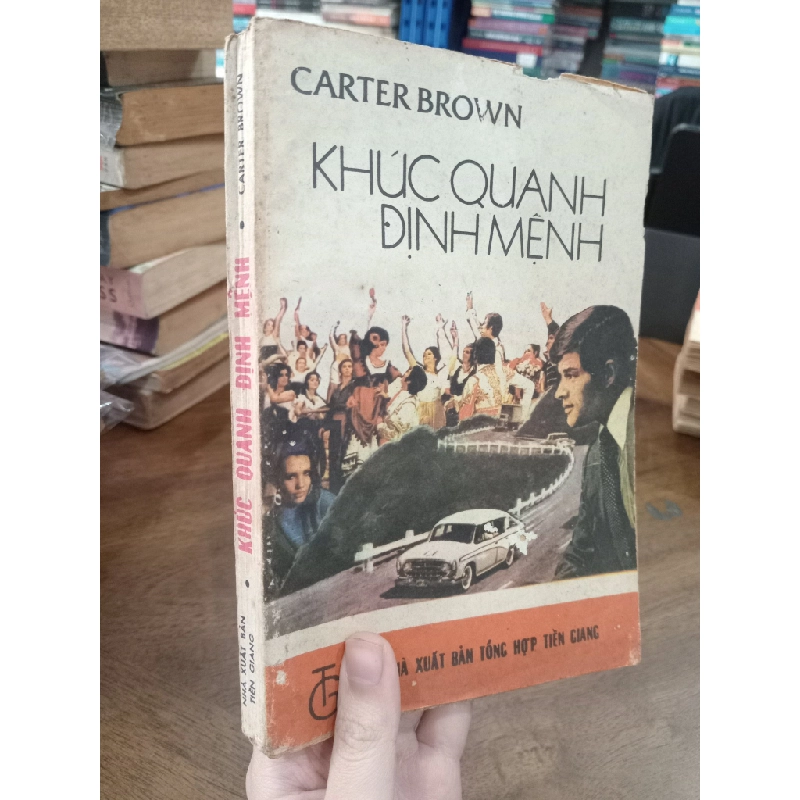 CARTER BROWN
KHÚC QUANH
ĐỊNH MỆNH
XUẤT BẢN TỔNG HỢP TIỀN GIANG
TG
KHÚC QUANH ĐỊNH MỆNH • CARTER BROWN
NHÀ XUẤT BẢN
TIỀN GIANG